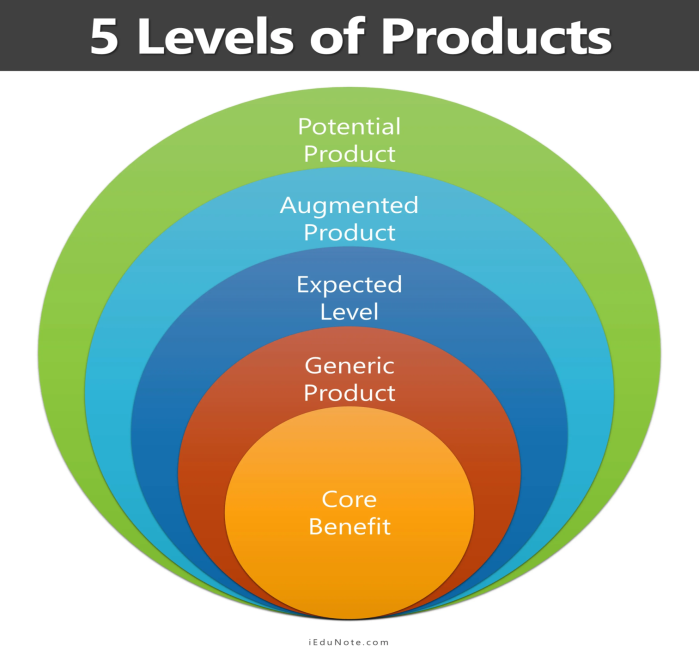 5 Levels of Products
Potential
Product
Augmented
Product
Expected
Level
Generic
Product
Core
Benefit
iEduNote.com